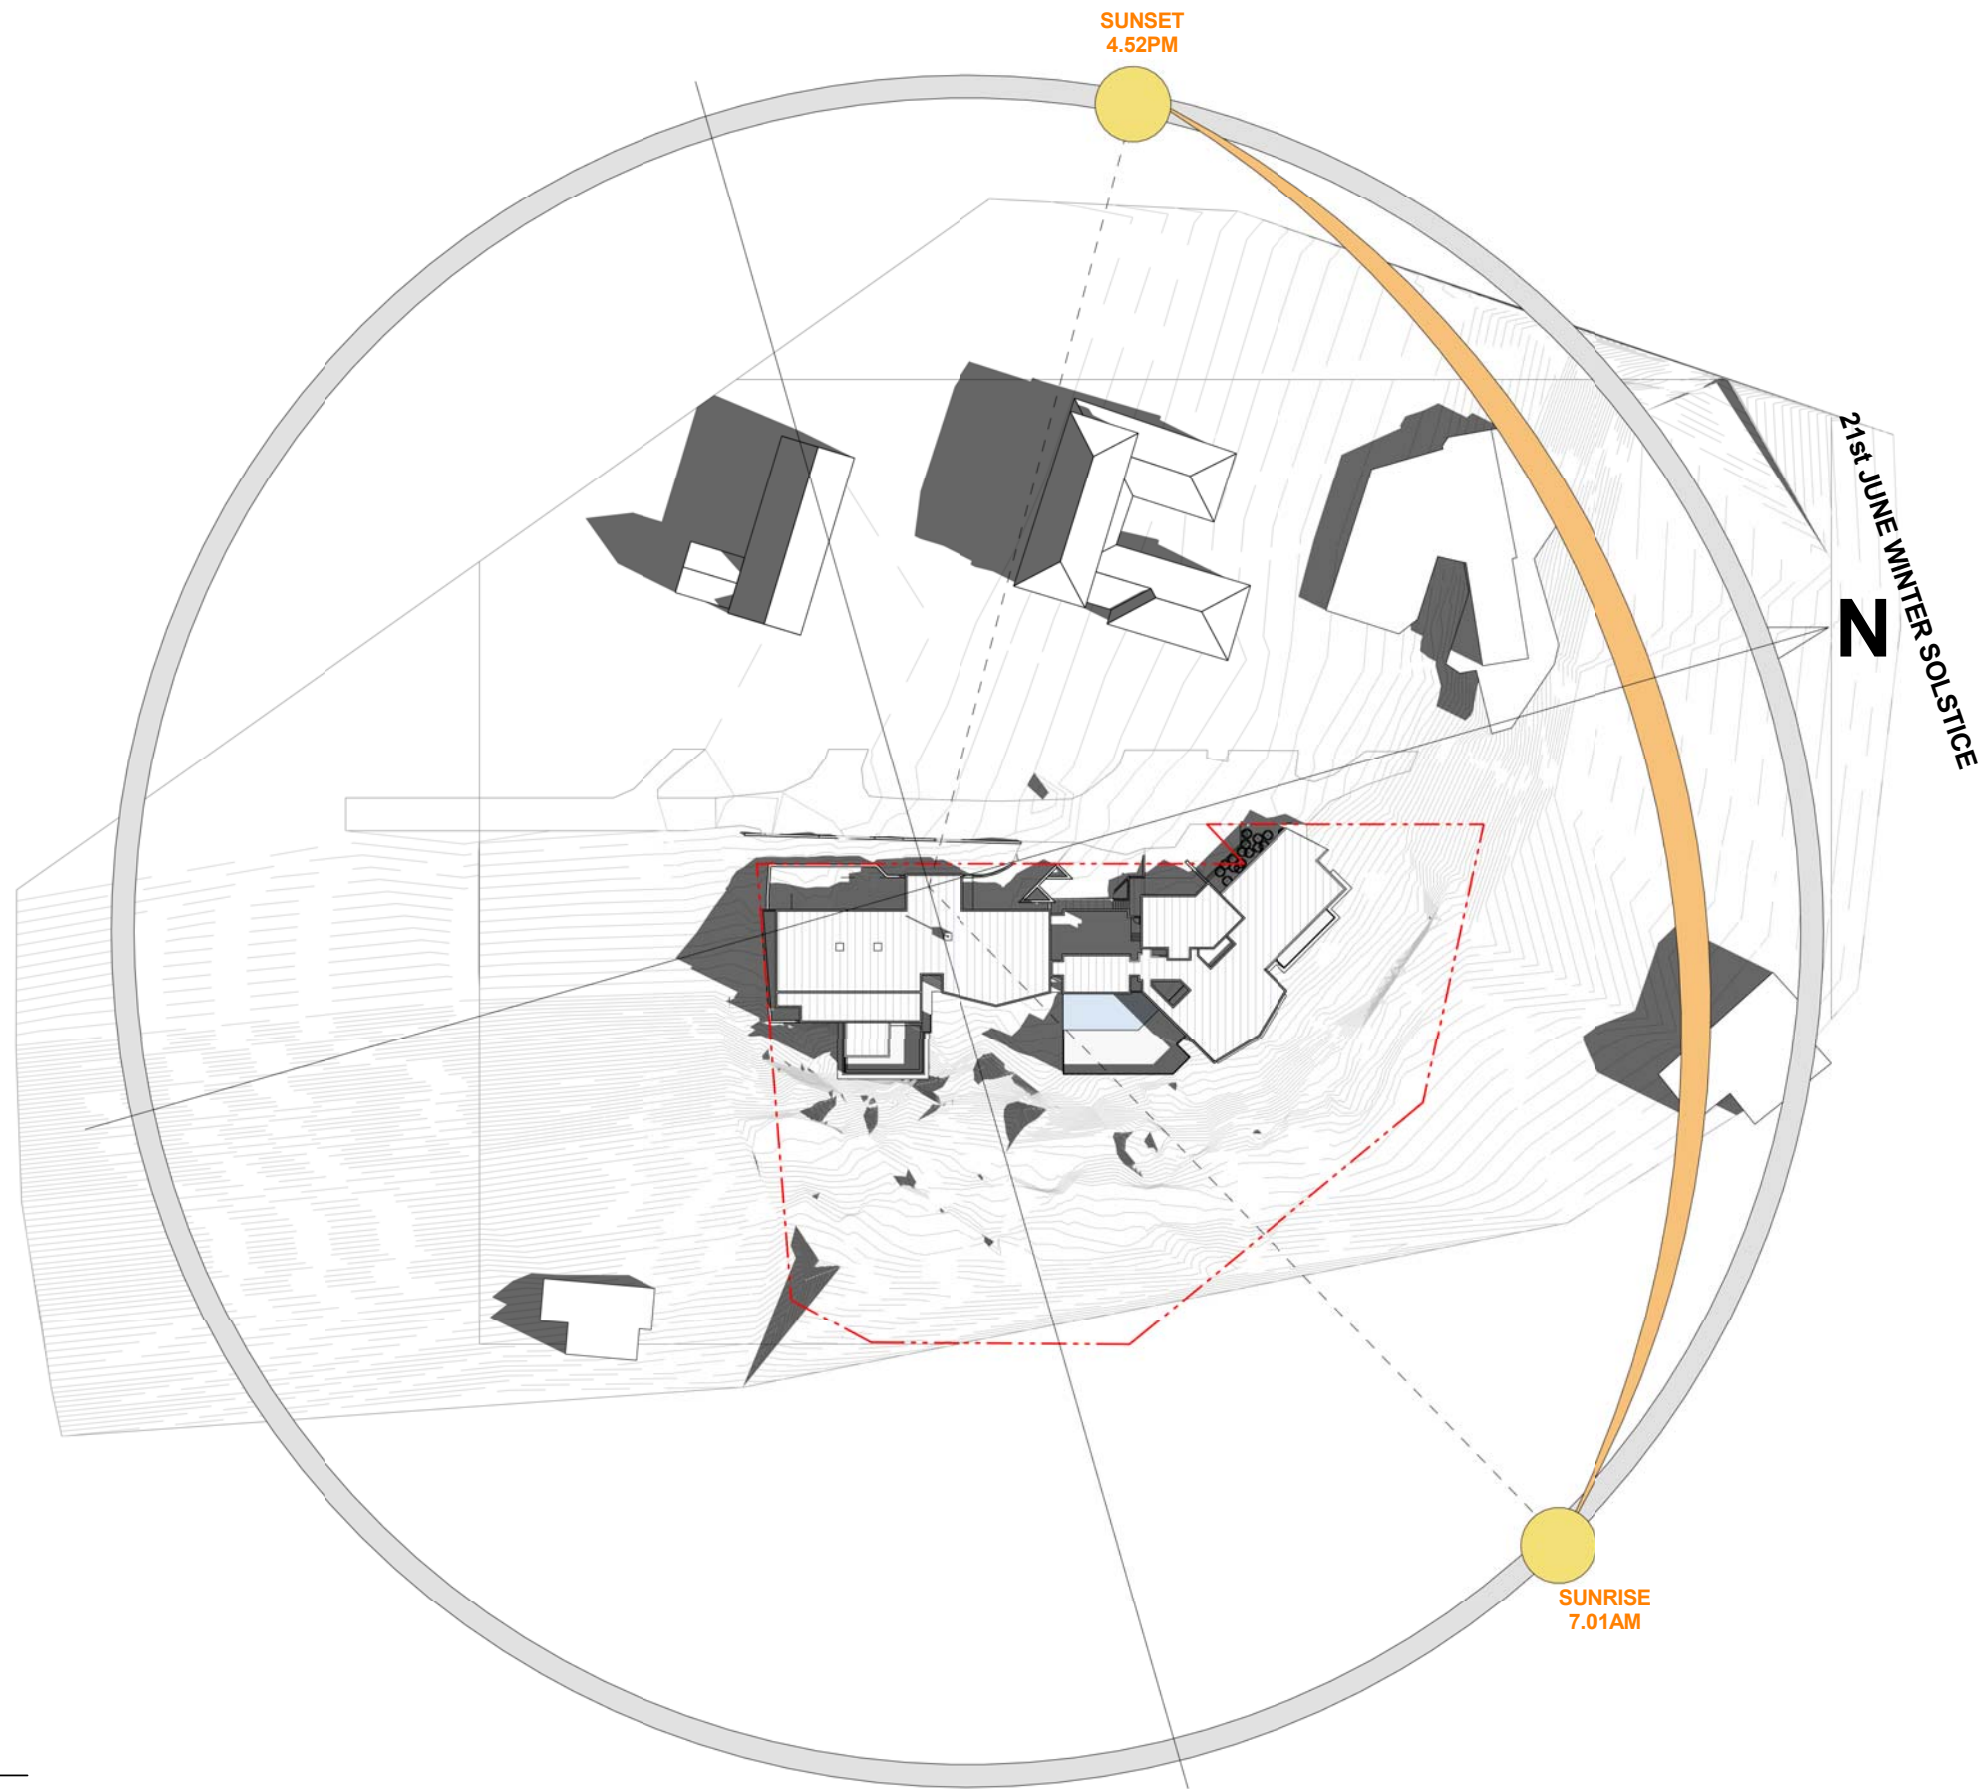 SUNSET
4.52PM
21st JUNE WINTER SOLSTICE
N
SUNRISE
7.01AM